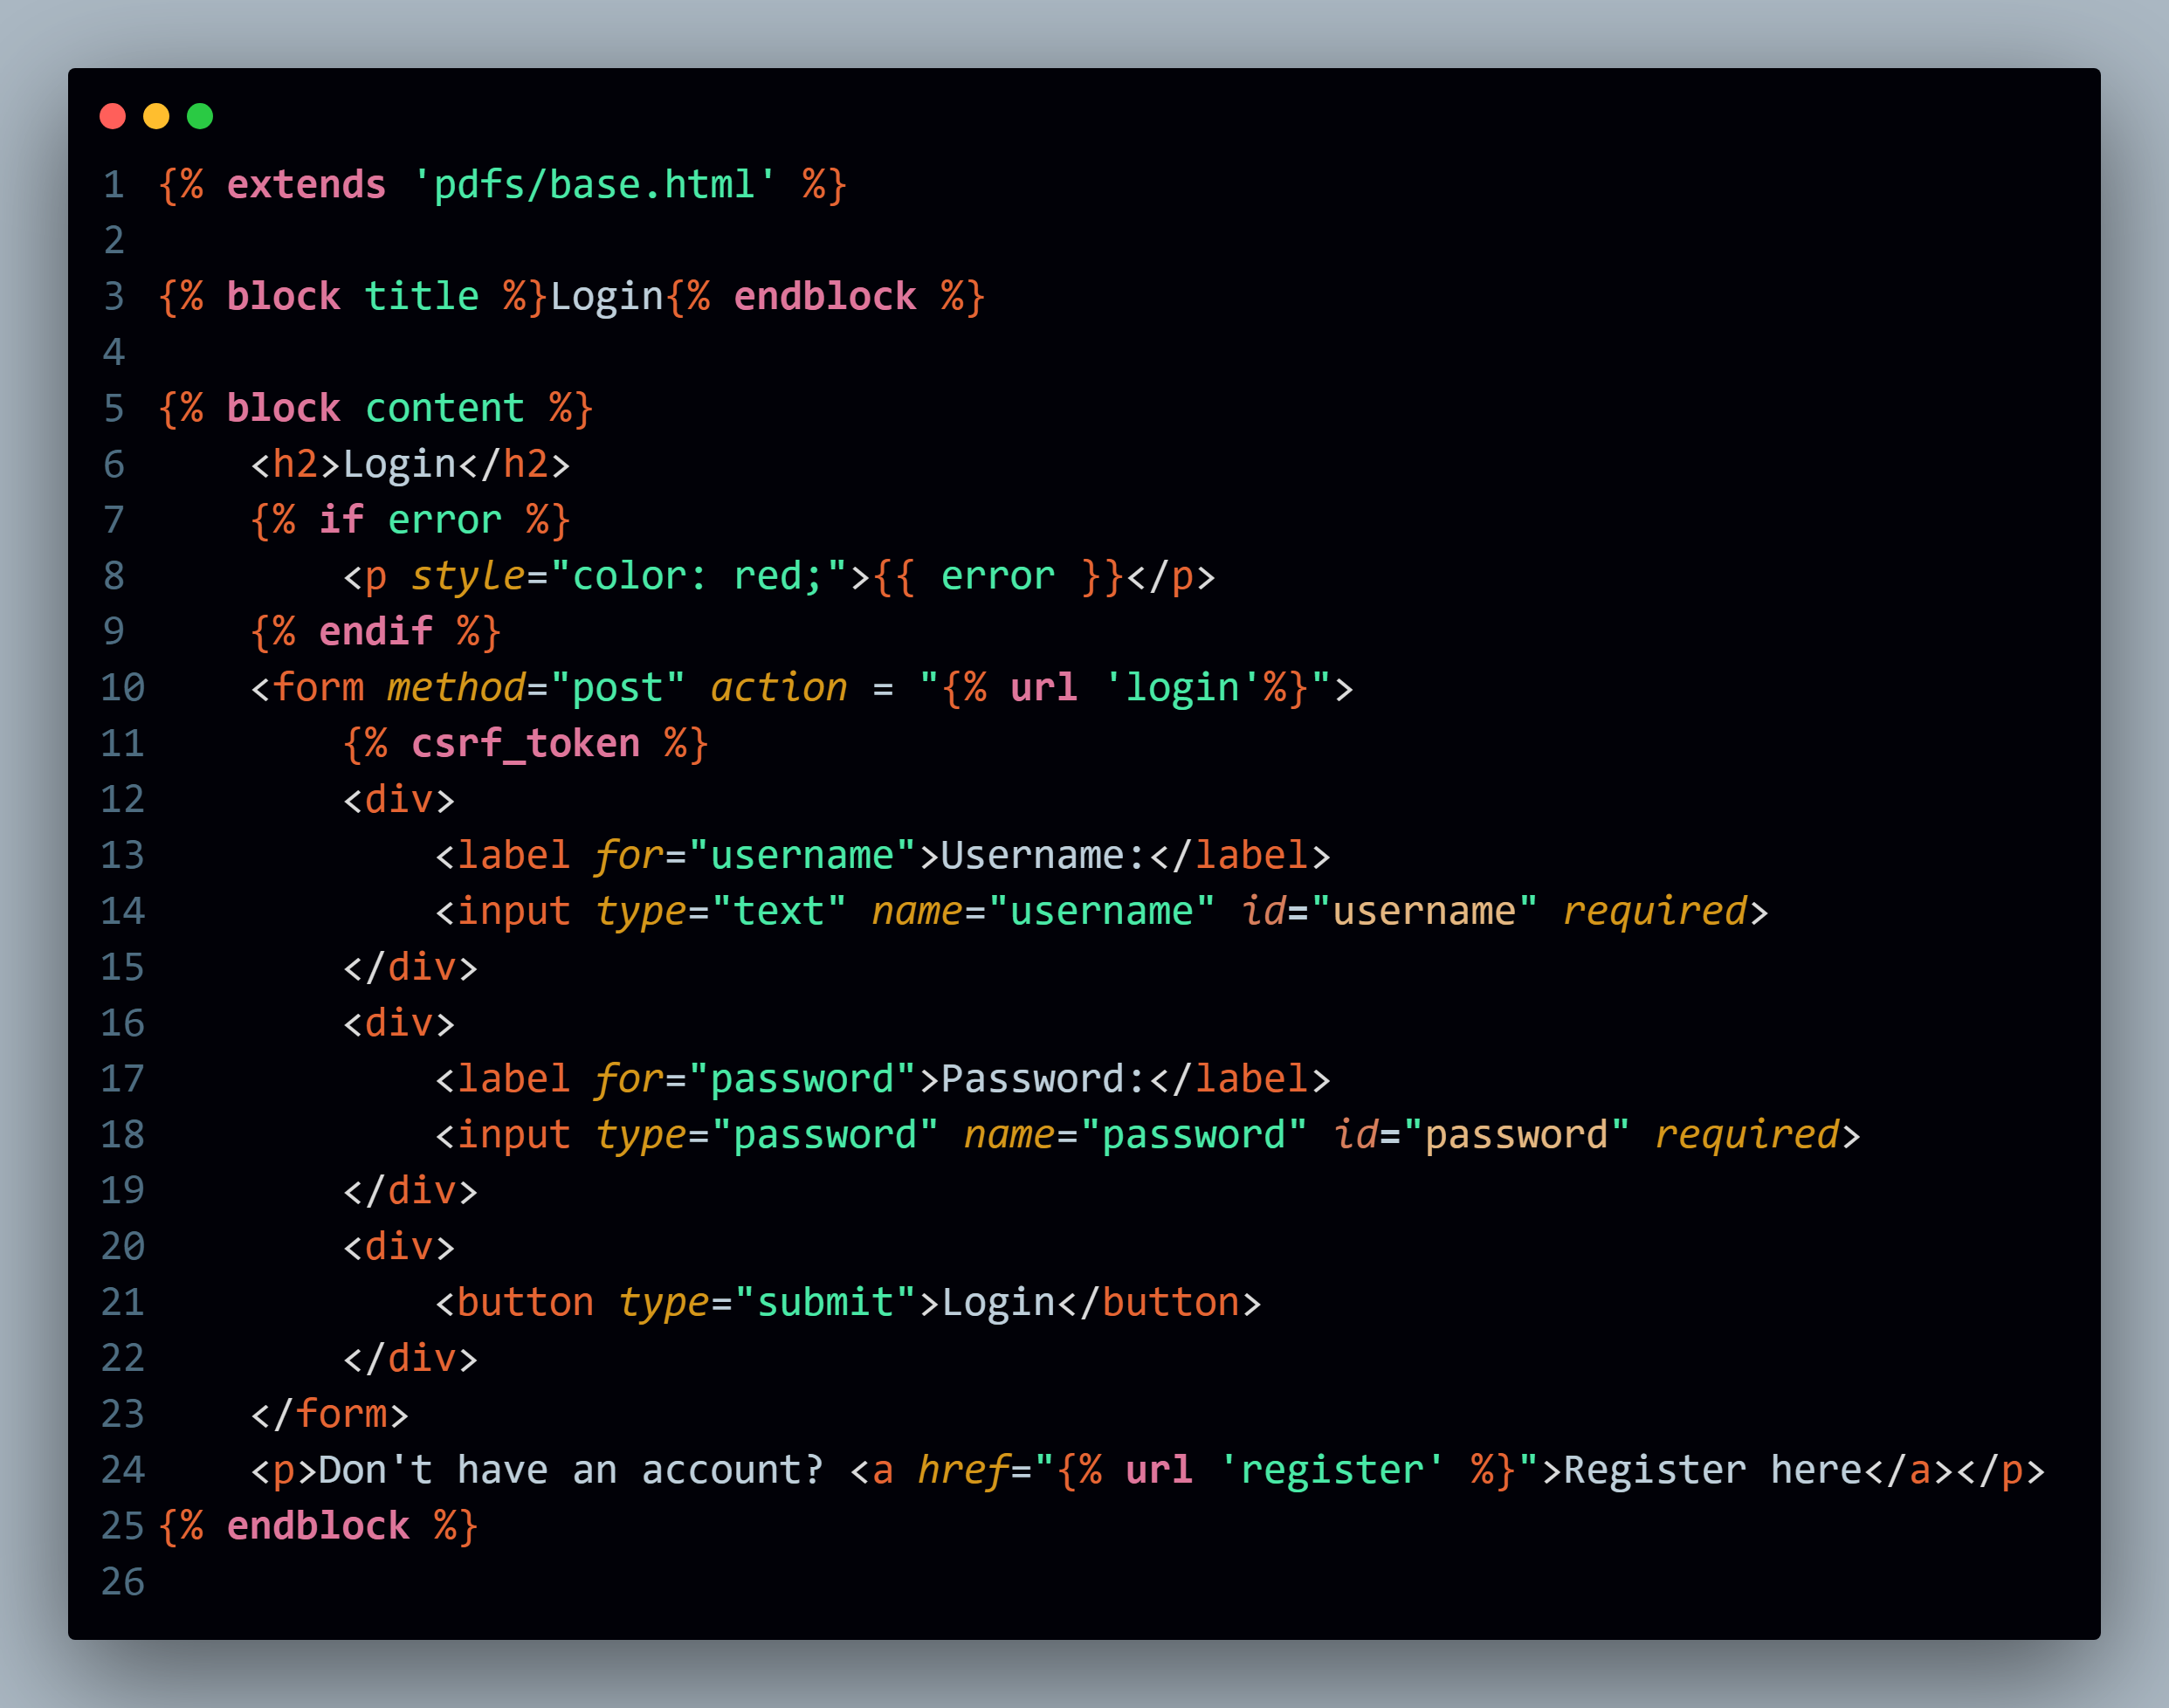 1 {% extends 'pdfs/base.html' %}
2
3 {% block title %}Login{% endblock %}
4
5 {% block content %}
6     <h2>Login</h2>
7     {% if error %}
8         <p style="color: red;">{{ error }}</p>
9     {% endif %}
10     <form method="post" action = "{% url 'login'%}">
11         {% csrf_token %}
12         <div>
13             <label for="username">Username:</label>
14             <input type="text" name="username" id="username" required>
15         </div>
16         <div>
17             <label for="password">Password:</label>
18             <input type="password" name="password" id="password" required>
19         </div>
20         <div>
21             <button type="submit">Login</button>
22         </div>
23     </form>
24     <p>Don't have an account? <a href="{% url 'register' %}">Register here</a></p>
25 {% endblock %}
26